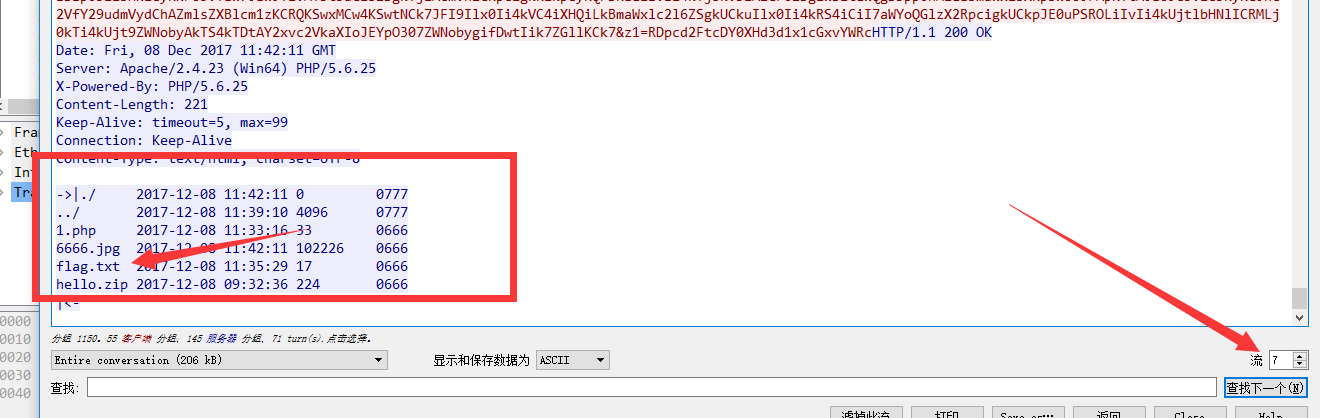 2VfY29udmVydChAZmlsZXBlcm1zKCRQKSwxMCw4KSwtNCk7JFI9Ilx0Ii4kVC4iXHQiLkBmaWxlc2l6ZSgkUCkuIlx0Ii4kRS4iCiI7aWYoQGlzX2RpcigkUCkpJE0uPSROLiIvIi4kUjtlbHNlICRMLj
0kTi4kUjt9ZWNobyAkTS4kTDtAY2xvc2VkaXIoJEYpO307ZWNobygifDwtIik7ZGllKCk7&z1=RDpcd2FtcDY0XHd3d1x1cGxvYWRcHTTP/1.1 200 OK
Date: Fri, 08 Dec 2017 11:42:11 GMT
Server: Apache/2.4.23 (Win64) PHP/5.6.25
X-Powered-By: PHP/5.6.25
Content-Length: 221
Keep-Alive: timeout=5, max=99
Connection: Keep-Alive
Content-Type: text/html; charset=UTF-8
->|./ 2017-12-08 11:42:11 0 0777
../ 2017-12-08 11:39:10 4096 0777
1.php 2017-12-08 11:33:16 33 0666
6666.jpg 2017-12-08 11:42:11 102226 0666
flag.txt 2017-12-08 11:35:29 17 0666
hello.zip 2017-12-08 09:32:36 224 0666
|<-
Fra
Eth
Int
Tra
0000
0010
0020
0030
0040
分组 1150。55 客户端 分组, 145 服务器 分组, 71 turn(s).点击选择。
Entire conversation (206 kB) 显示和保存数据为 ASCII 流 7
查找: 查找下一个(N)
滤掉此流 打印 Save as… 返回 Close Help